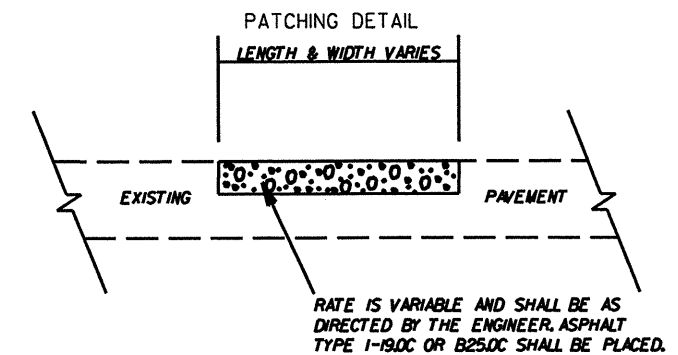 PATCHING DETAIL
LENGTH & WIDTH VARIES
EXISTING
PAVEMENT
RATE IS VARIABLE AND SHALL BE AS
DIRECTED BY THE ENGINEER. ASPHALT
TYPE I-19.0C OR B25.0C SHALL BE PLACED.